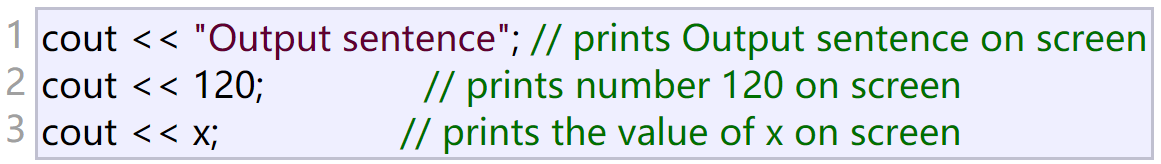 1 cout << "Output sentence"; // prints Output sentence on screen
2 cout << 120;               // prints number 120 on screen
3 cout << x;                 // prints the value of x on screen